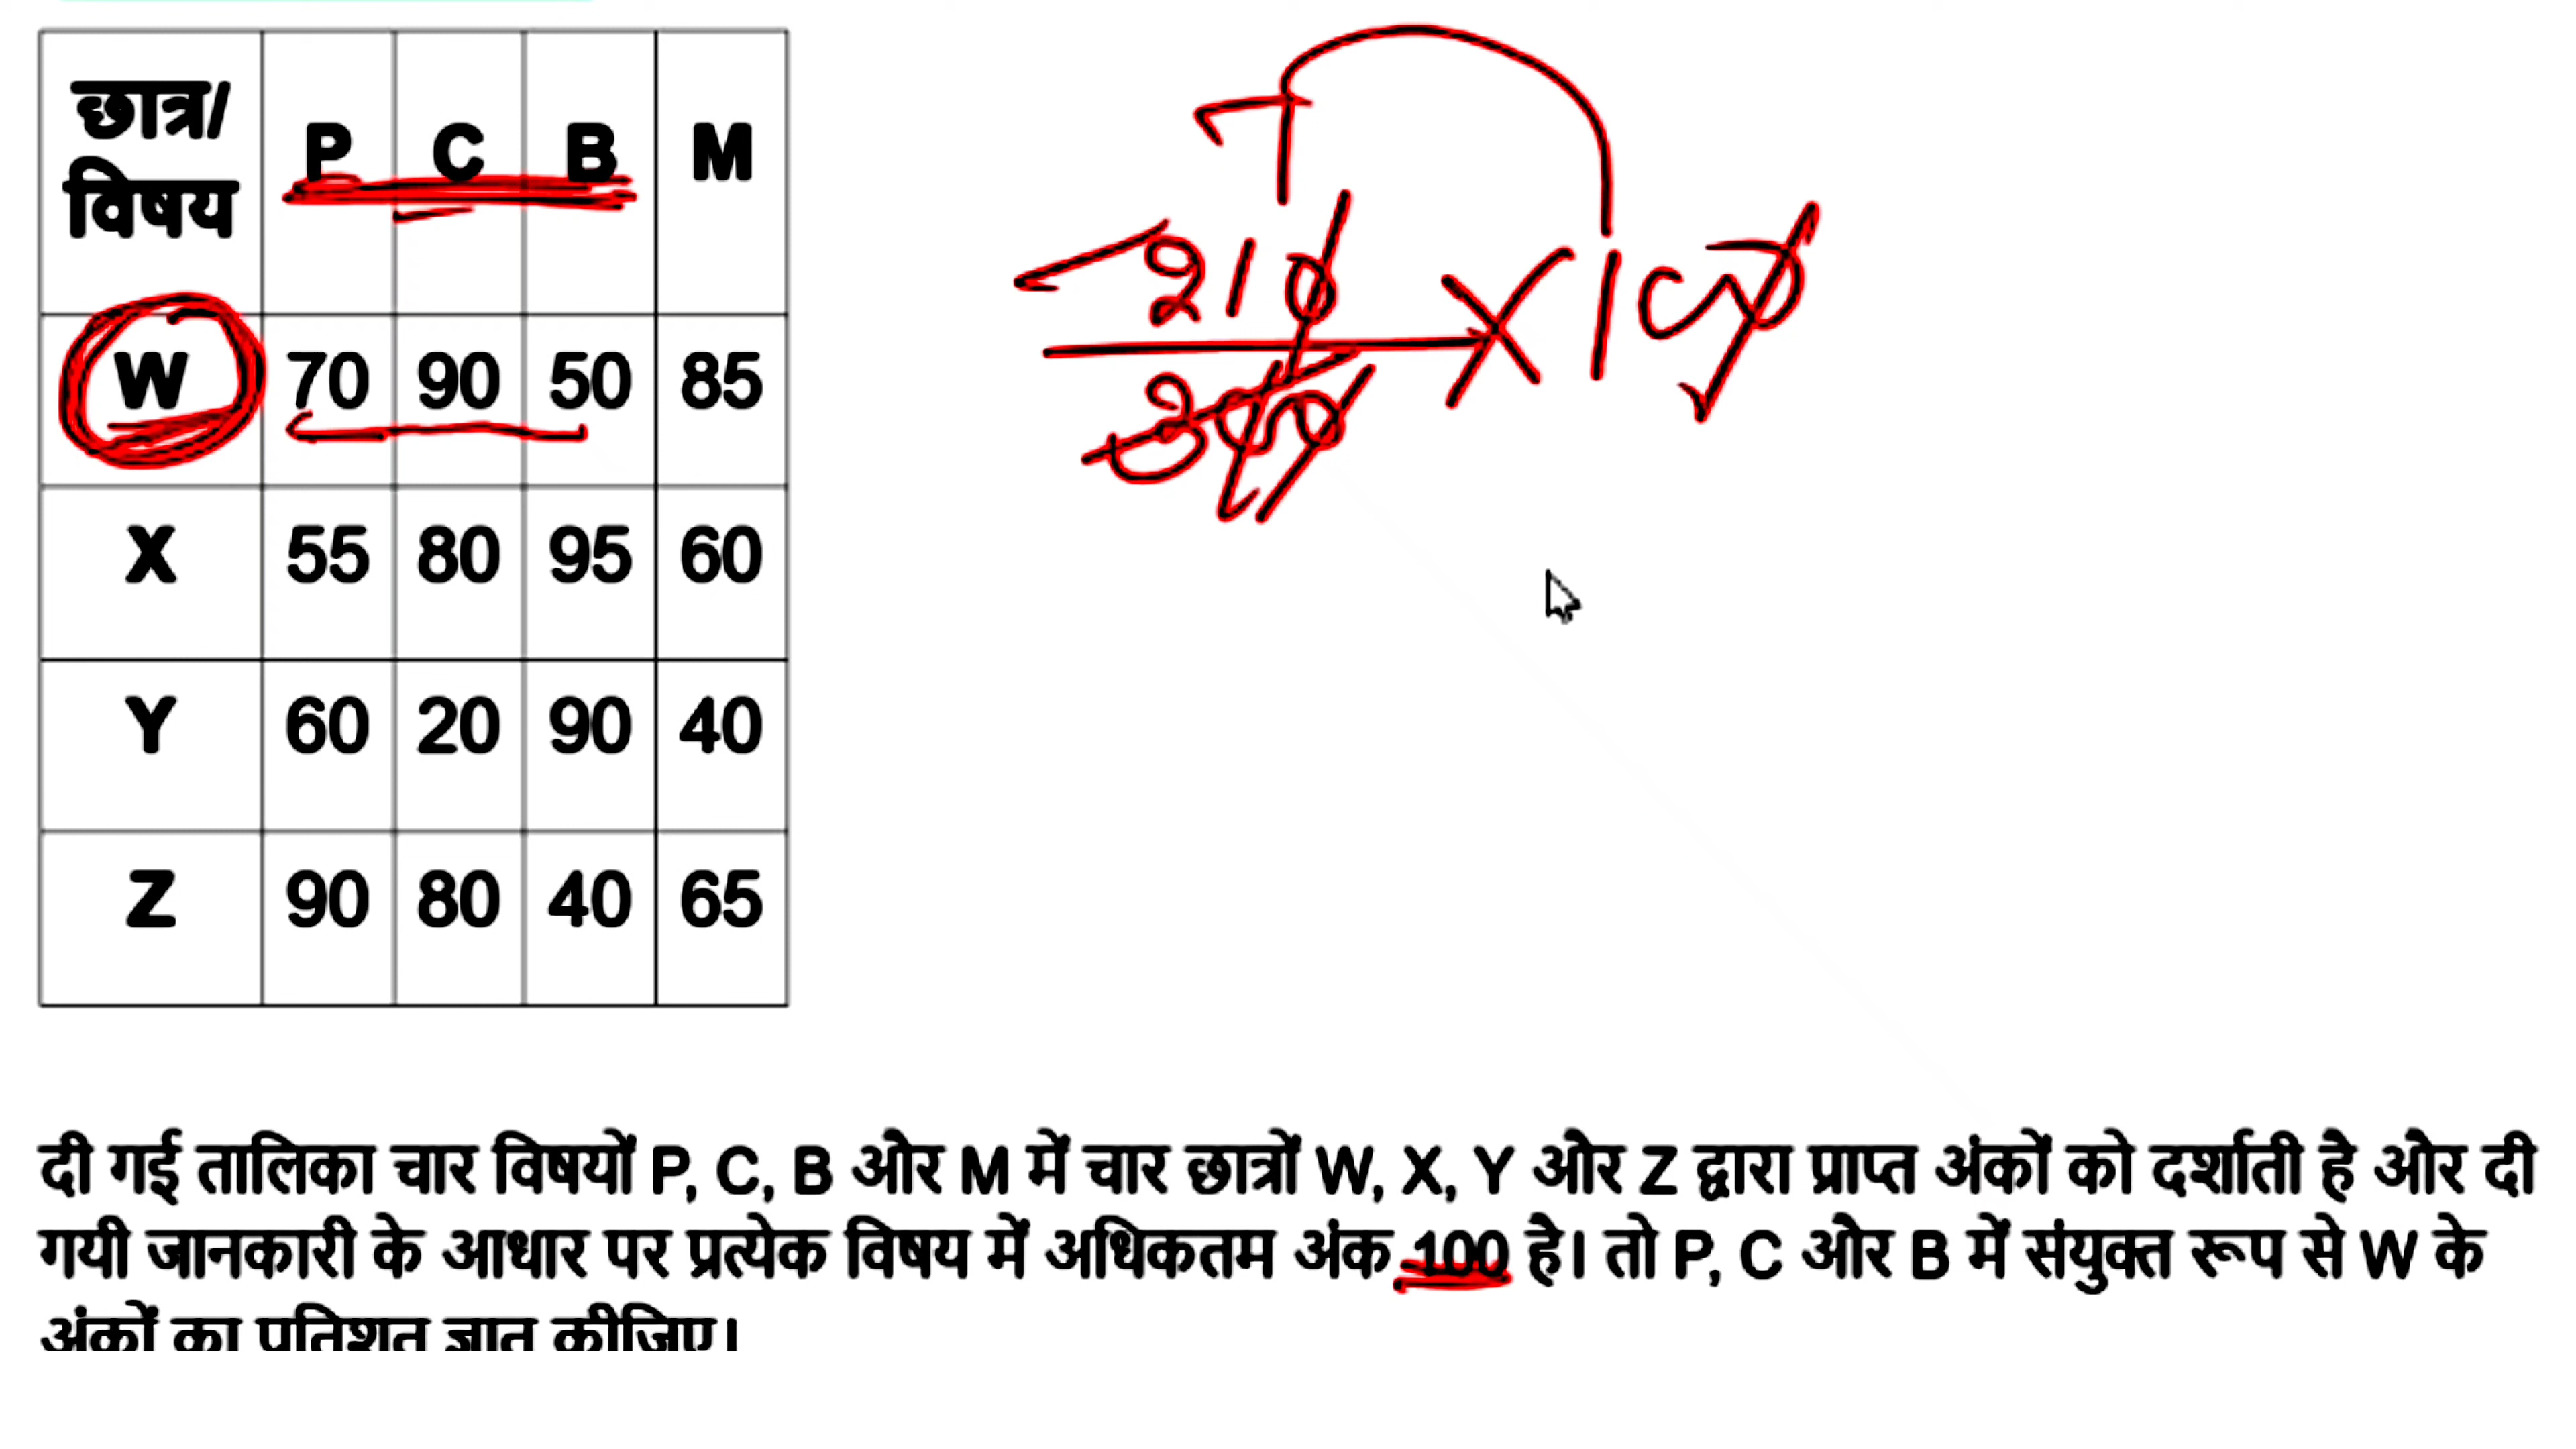 छात्र/
विषय
P C B M
W 70 90 50 85
X 55 80 95 60
Y 60 20 90 40
Z 90 80 40 65
7
210
300
X 100
दी गई तालिका चार विषयों P, C, B और M में चार छात्रों W, X, Y और Z द्वारा प्राप्त अंकों को दर्शाती है और दी
गयी जानकारी के आधार पर प्रत्येक विषय में अधिकतम अंक 100 है। तो P, C और B में संयुक्त रूप से W के
अंकों का प्रतिशत ज्ञात कीजिए।